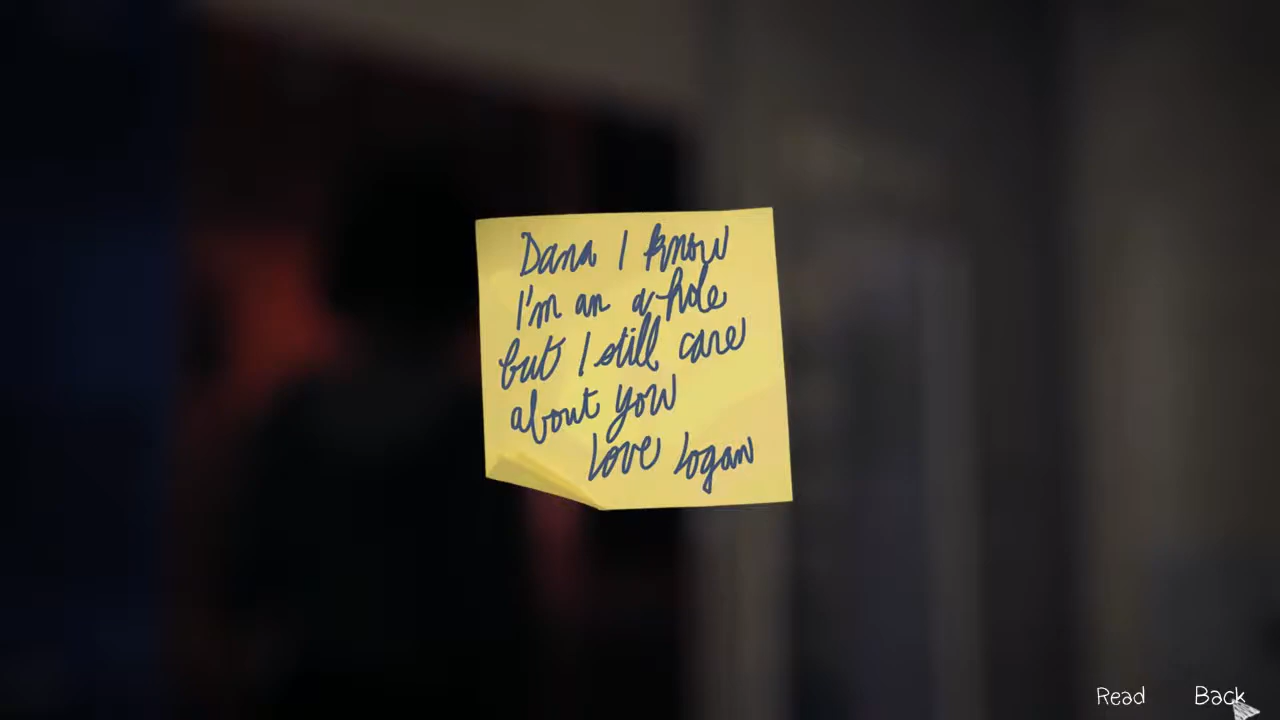 Dana I know
I'm an a-hole
but I still care
about you
Love Logan
Read Back